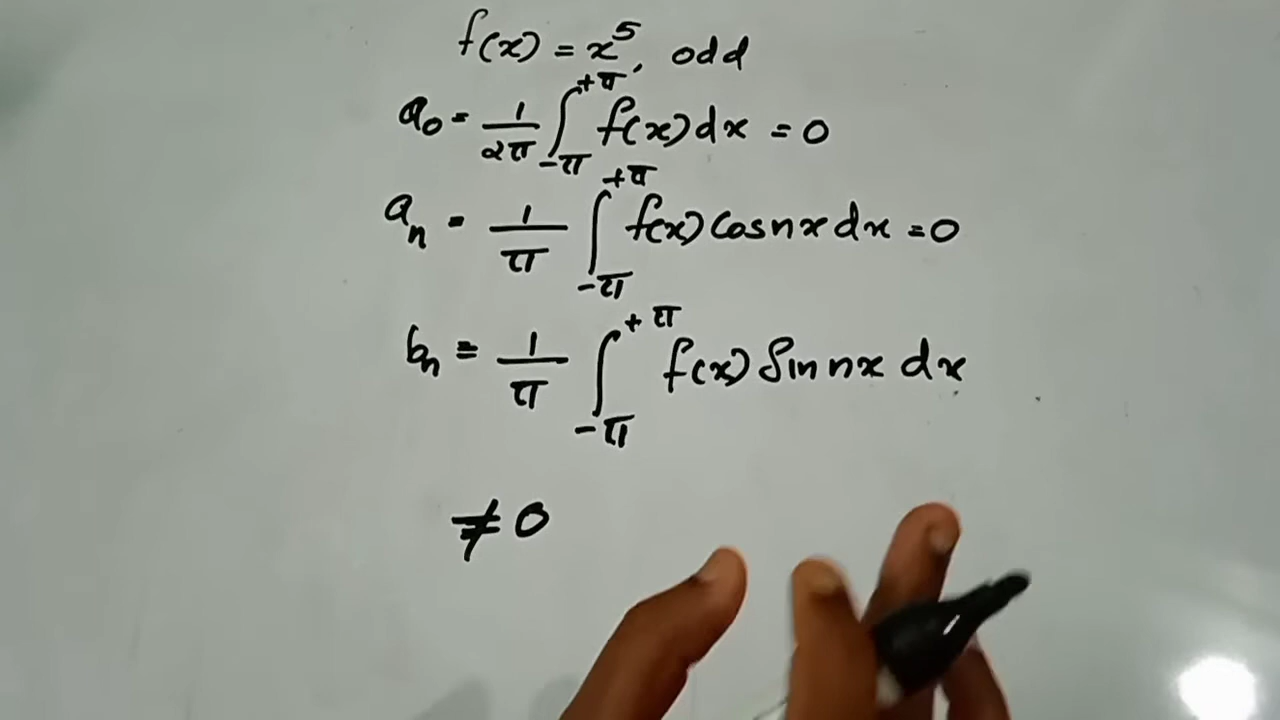 f(x) = x⁵, odd
a₀ = 1/2π ∫₋π⁺π f(x) dx = 0
aₙ = 1/π ∫₋π⁺π f(x) cos nx dx = 0
bₙ = 1/π ∫₋π⁺π f(x) Sin nx dx
≠ 0